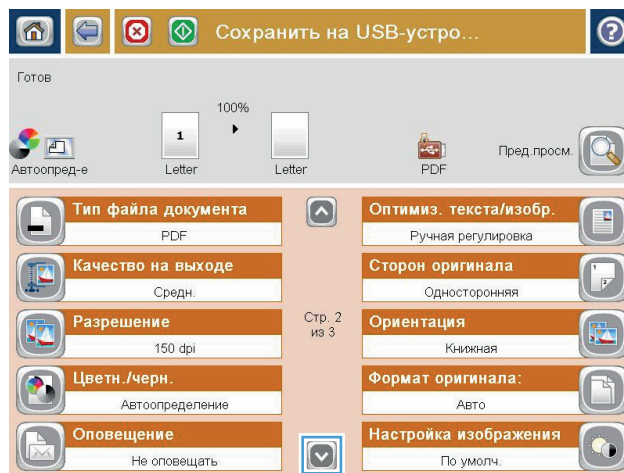 Сохранить на USB-устро...
?
Готов
100%
1
Автоопред-е
Letter
Letter
PDF
Пред.просм.
Тип файла документа
PDF
Качество на выходе
Средн.
Разрешение
150 dpi
Цветн./черн.
Автоопределение
Оповещение
Не оповещать
Стр. 2
из 3
Оптимиз. текста/изобр.
Ручная регулировка
Сторон оригинала
1
2
Односторонняя
Ориентация
Книжная
Формат оригинала:
Авто
Настройка изображения
По умолч.